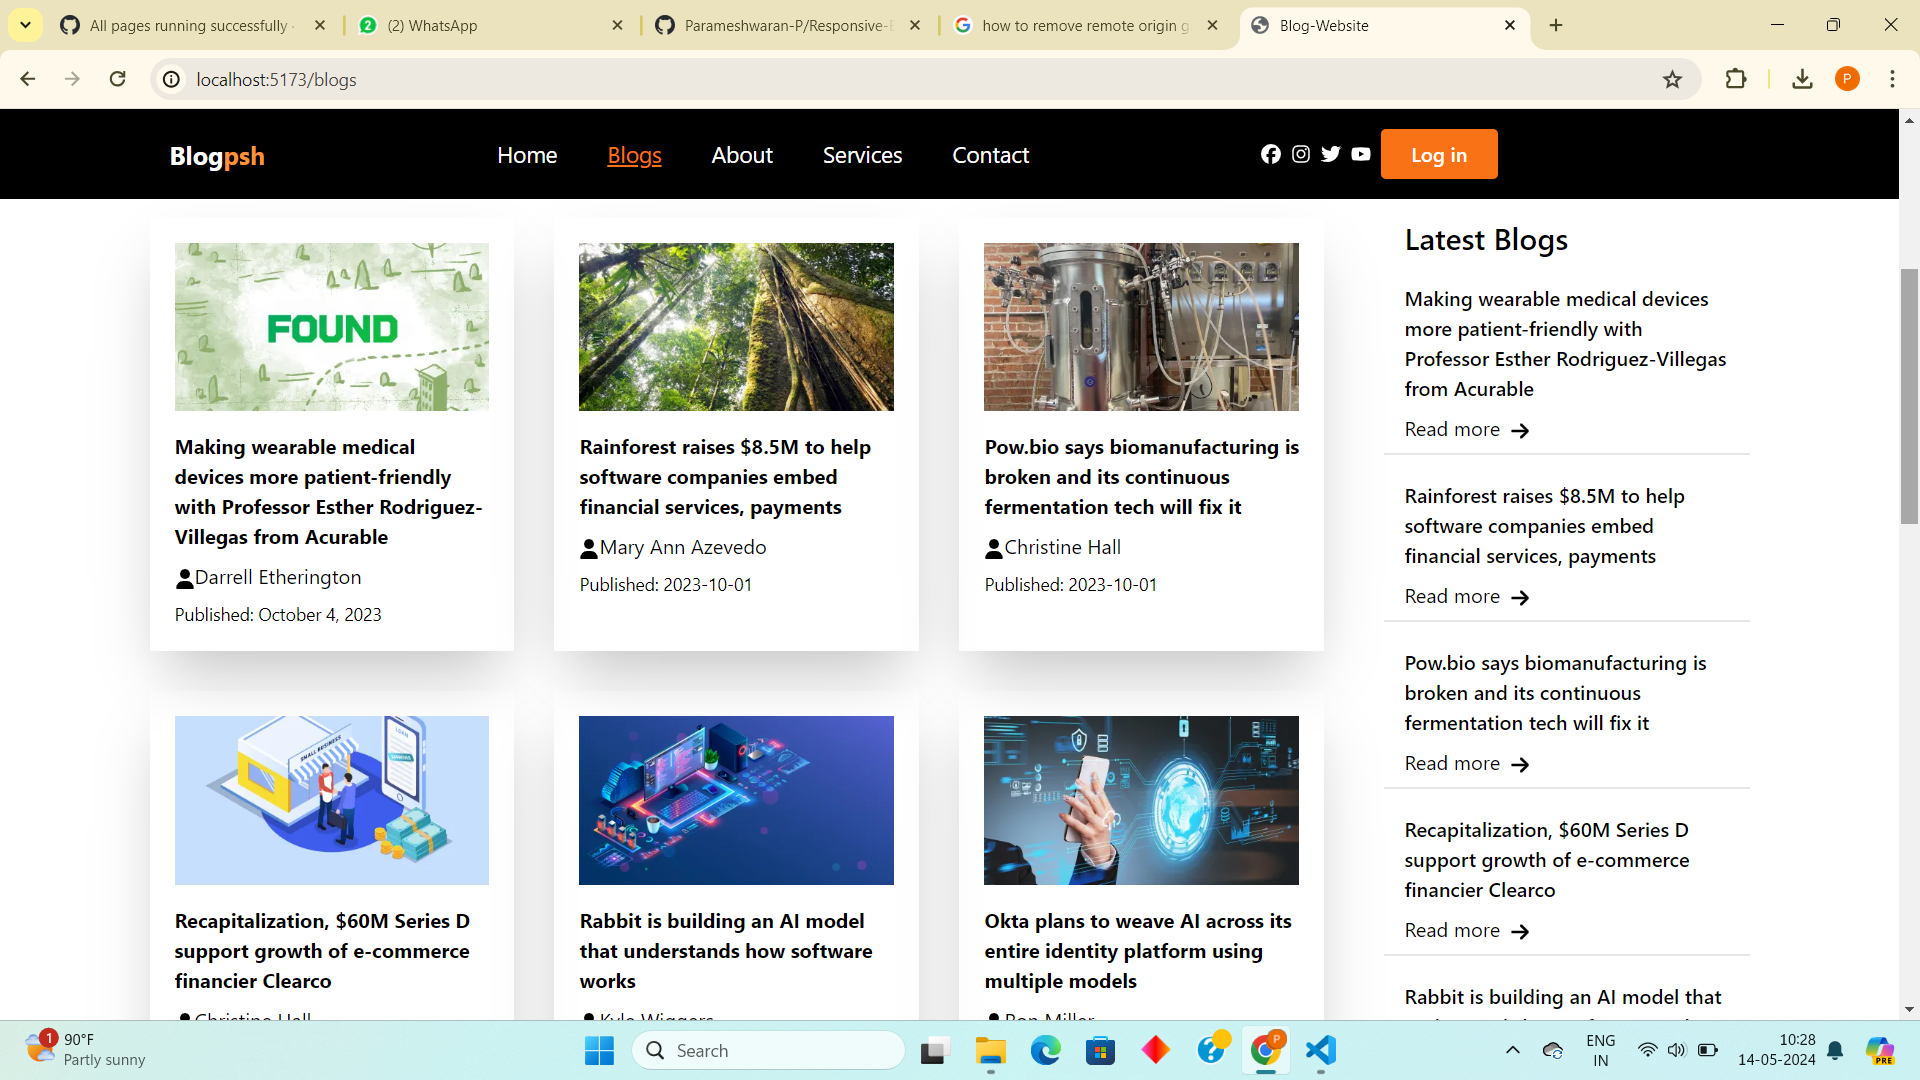 All pages running successfully
(2) WhatsApp
Parameshwaran-P/Responsive-
how to remove remote origin g
Blog-Website
localhost:5173/blogs
P
Blogpsh
Home
Blogs
About
Services
Contact
Log in
FOUND
Making wearable medical
devices more patient-friendly
with Professor Esther Rodriguez-
Villegas from Acurable
Darrell Etherington
Published: October 4, 2023
Rainforest raises $8.5M to help
software companies embed
financial services, payments
Mary Ann Azevedo
Published: 2023-10-01
Pow.bio says biomanufacturing is
broken and its continuous
fermentation tech will fix it
Christine Hall
Published: 2023-10-01
SMALL BUSINESS
LOAN
Recapitalization, $60M Series D
support growth of e-commerce
financier Clearco
Christine Hall
Rabbit is building an AI model
that understands how software
works
Kyle Wiggers
Okta plans to weave AI across its
entire identity platform using
multiple models
Ron Miller
Latest Blogs
Making wearable medical devices
more patient-friendly with
Professor Esther Rodriguez-Villegas
from Acurable
Read more
Rainforest raises $8.5M to help
software companies embed
financial services, payments
Read more
Pow.bio says biomanufacturing is
broken and its continuous
fermentation tech will fix it
Read more
Recapitalization, $60M Series D
support growth of e-commerce
financier Clearco
Read more
Rabbit is building an AI model that
1
90°F
Partly sunny
Search
P
ENG
IN
10:28
14-05-2024
PRE